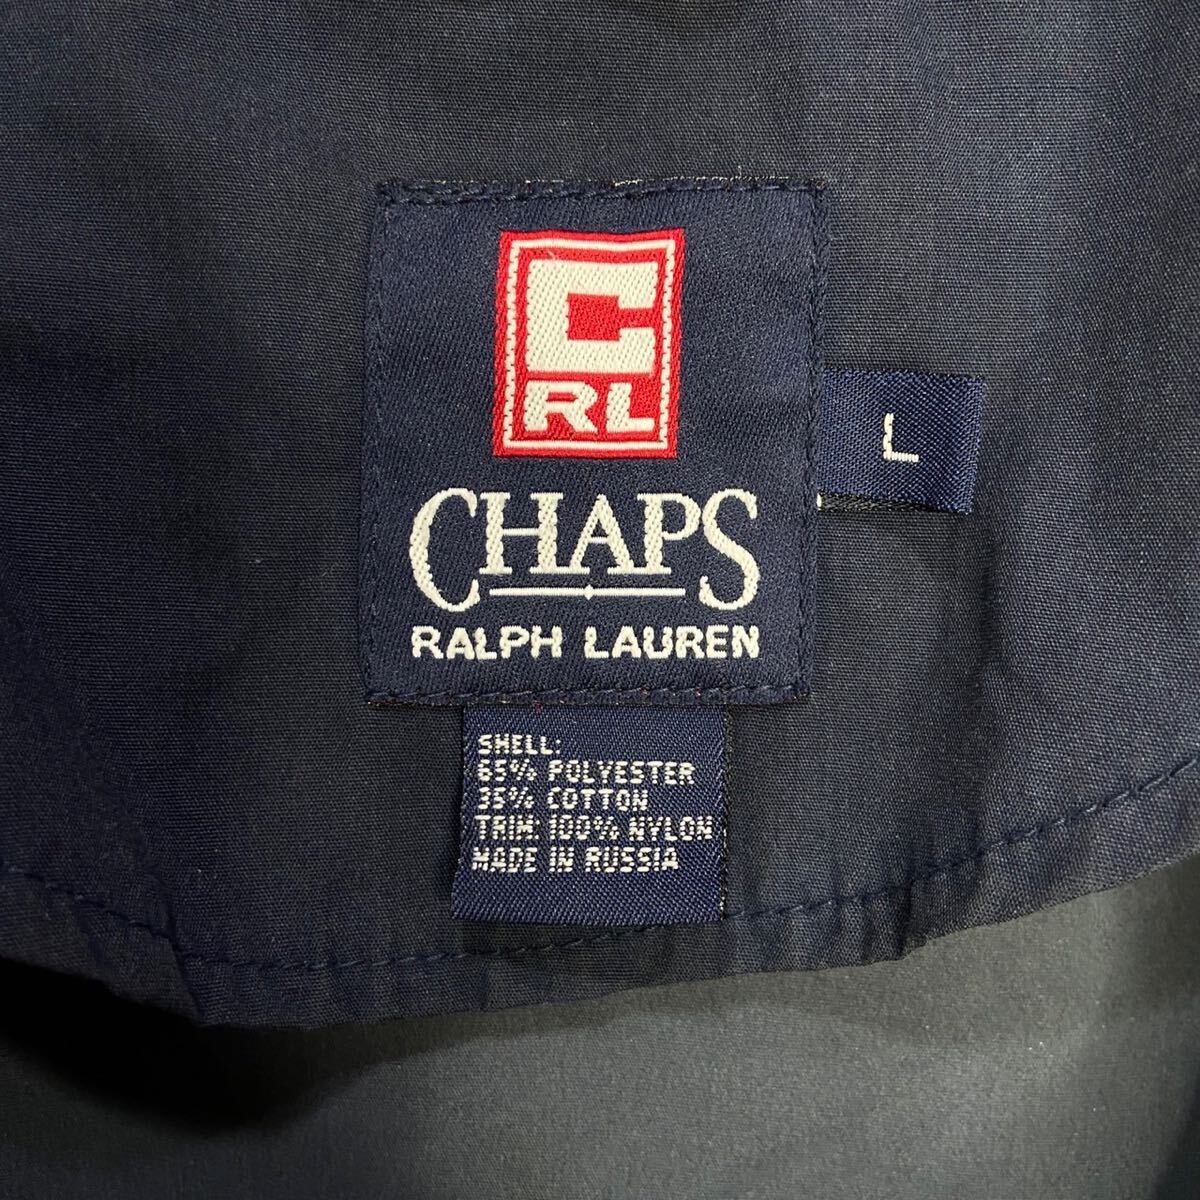 C
RL
CHAPS
RALPH LAUREN
L
SHELL:
65% POLYESTER
35% COTTON
TRIM: 100% NYLON
MADE IN RUSSIA